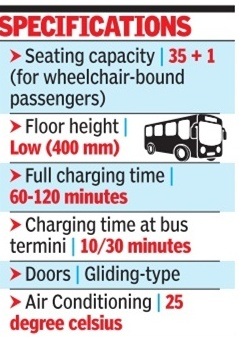 SPECIFICATIONS
➤ Seating capacity | 35 + 1
(for wheelchair-bound
passengers)
➤ Floor height |
Low (400 mm)
➤ Full charging time |
60-120 minutes
➤ Charging time at bus
termini | 10/30 minutes
➤ Doors | Gliding-type
➤ Air Conditioning | 25
degree celsius